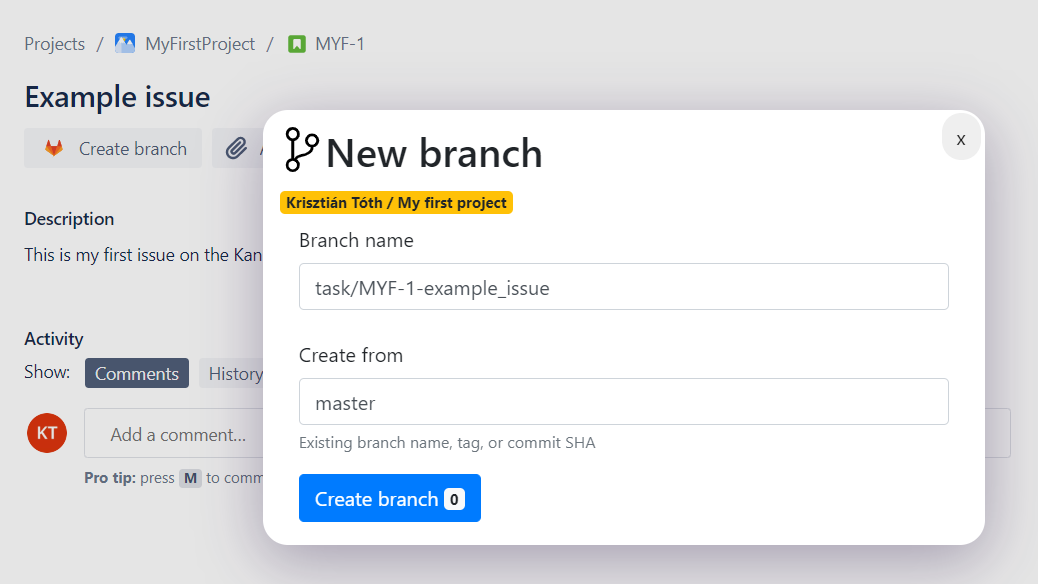 Projects / MyFirstProject / MYF-1
Example issue
Create branch
New branch
x
Krisztián Tóth / My first project
Branch name
task/MYF-1-example_issue
Create from
master
Existing branch name, tag, or commit SHA
Create branch 0
Description
This is my first issue on the
Activity
Show: Comments History
KT Add a comment...
Pro tip: press M to